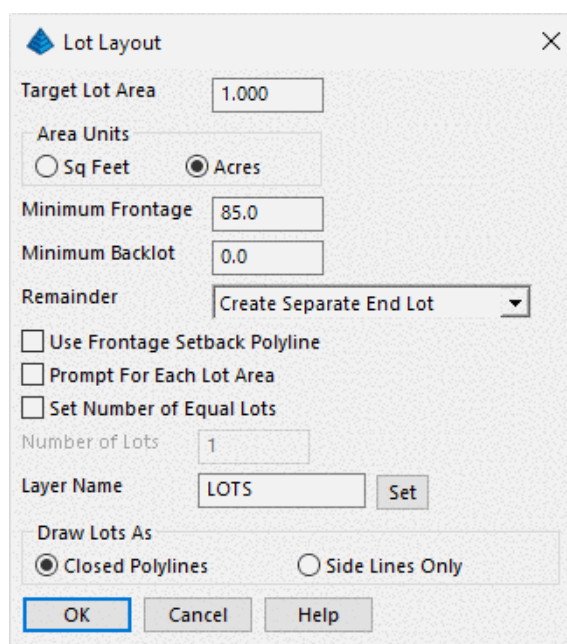 Lot Layout
Target Lot Area 1.000
Area Units
Sq Feet Acres
Minimum Frontage 85.0
Minimum Backlot 0.0
Remainder Create Separate End Lot
Use Frontage Setback Polyline
Prompt For Each Lot Area
Set Number of Equal Lots
Number of Lots 1
Layer Name LOTS Set
Draw Lots As
Closed Polylines Side Lines Only
OK Cancel Help